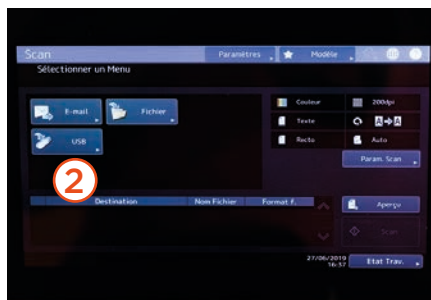 Scan
Paramètres
Modèle
Sélectionner un Menu
E-mail
Fichier
Couleur
200dpi
Texte
A A
USB
Recto
Auto
Param. Scan
2
Destination
Nom Fichier
Format F.
Aperçu
Scan
27/06/2019
16:37
Etat Trav.